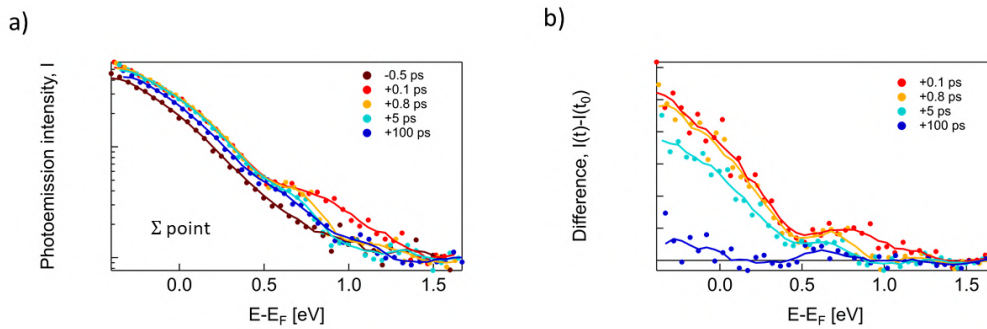 a)
Photoemission intensity, I
-0.5 ps
+0.1 ps
+0.8 ps
+5 ps
+100 ps
Σ point
0.0 0.5 1.0 1.5
E-E_F [eV]
b)
Difference, I(t)-I(t₀)
+0.1 ps
+0.8 ps
+5 ps
+100 ps
0.0 0.5 1.0 1.5
E-E_F [eV]